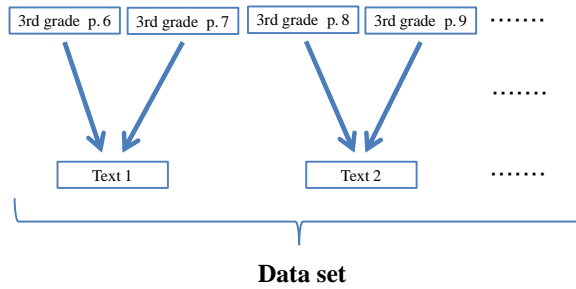 3rd grade p. 6 3rd grade p. 7 3rd grade p. 8 3rd grade p. 9 .......
.......
Text 1 Text 2 .......
Data set